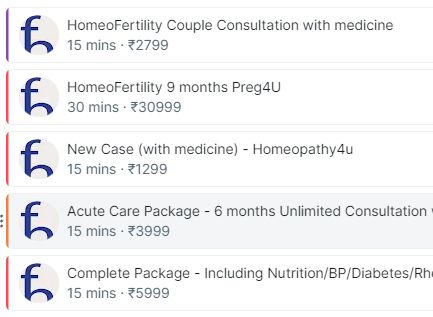 HomeoFertility Couple Consultation with medicine
15 mins · ₹2799
HomeoFertility 9 months Preg4U
30 mins · ₹30999
New Case (with medicine) - Homeopathy4u
15 mins · ₹1299
Acute Care Package - 6 months Unlimited Consultation
15 mins · ₹3999
Complete Package - Including Nutrition/BP/Diabetes/Rh
15 mins · ₹5999